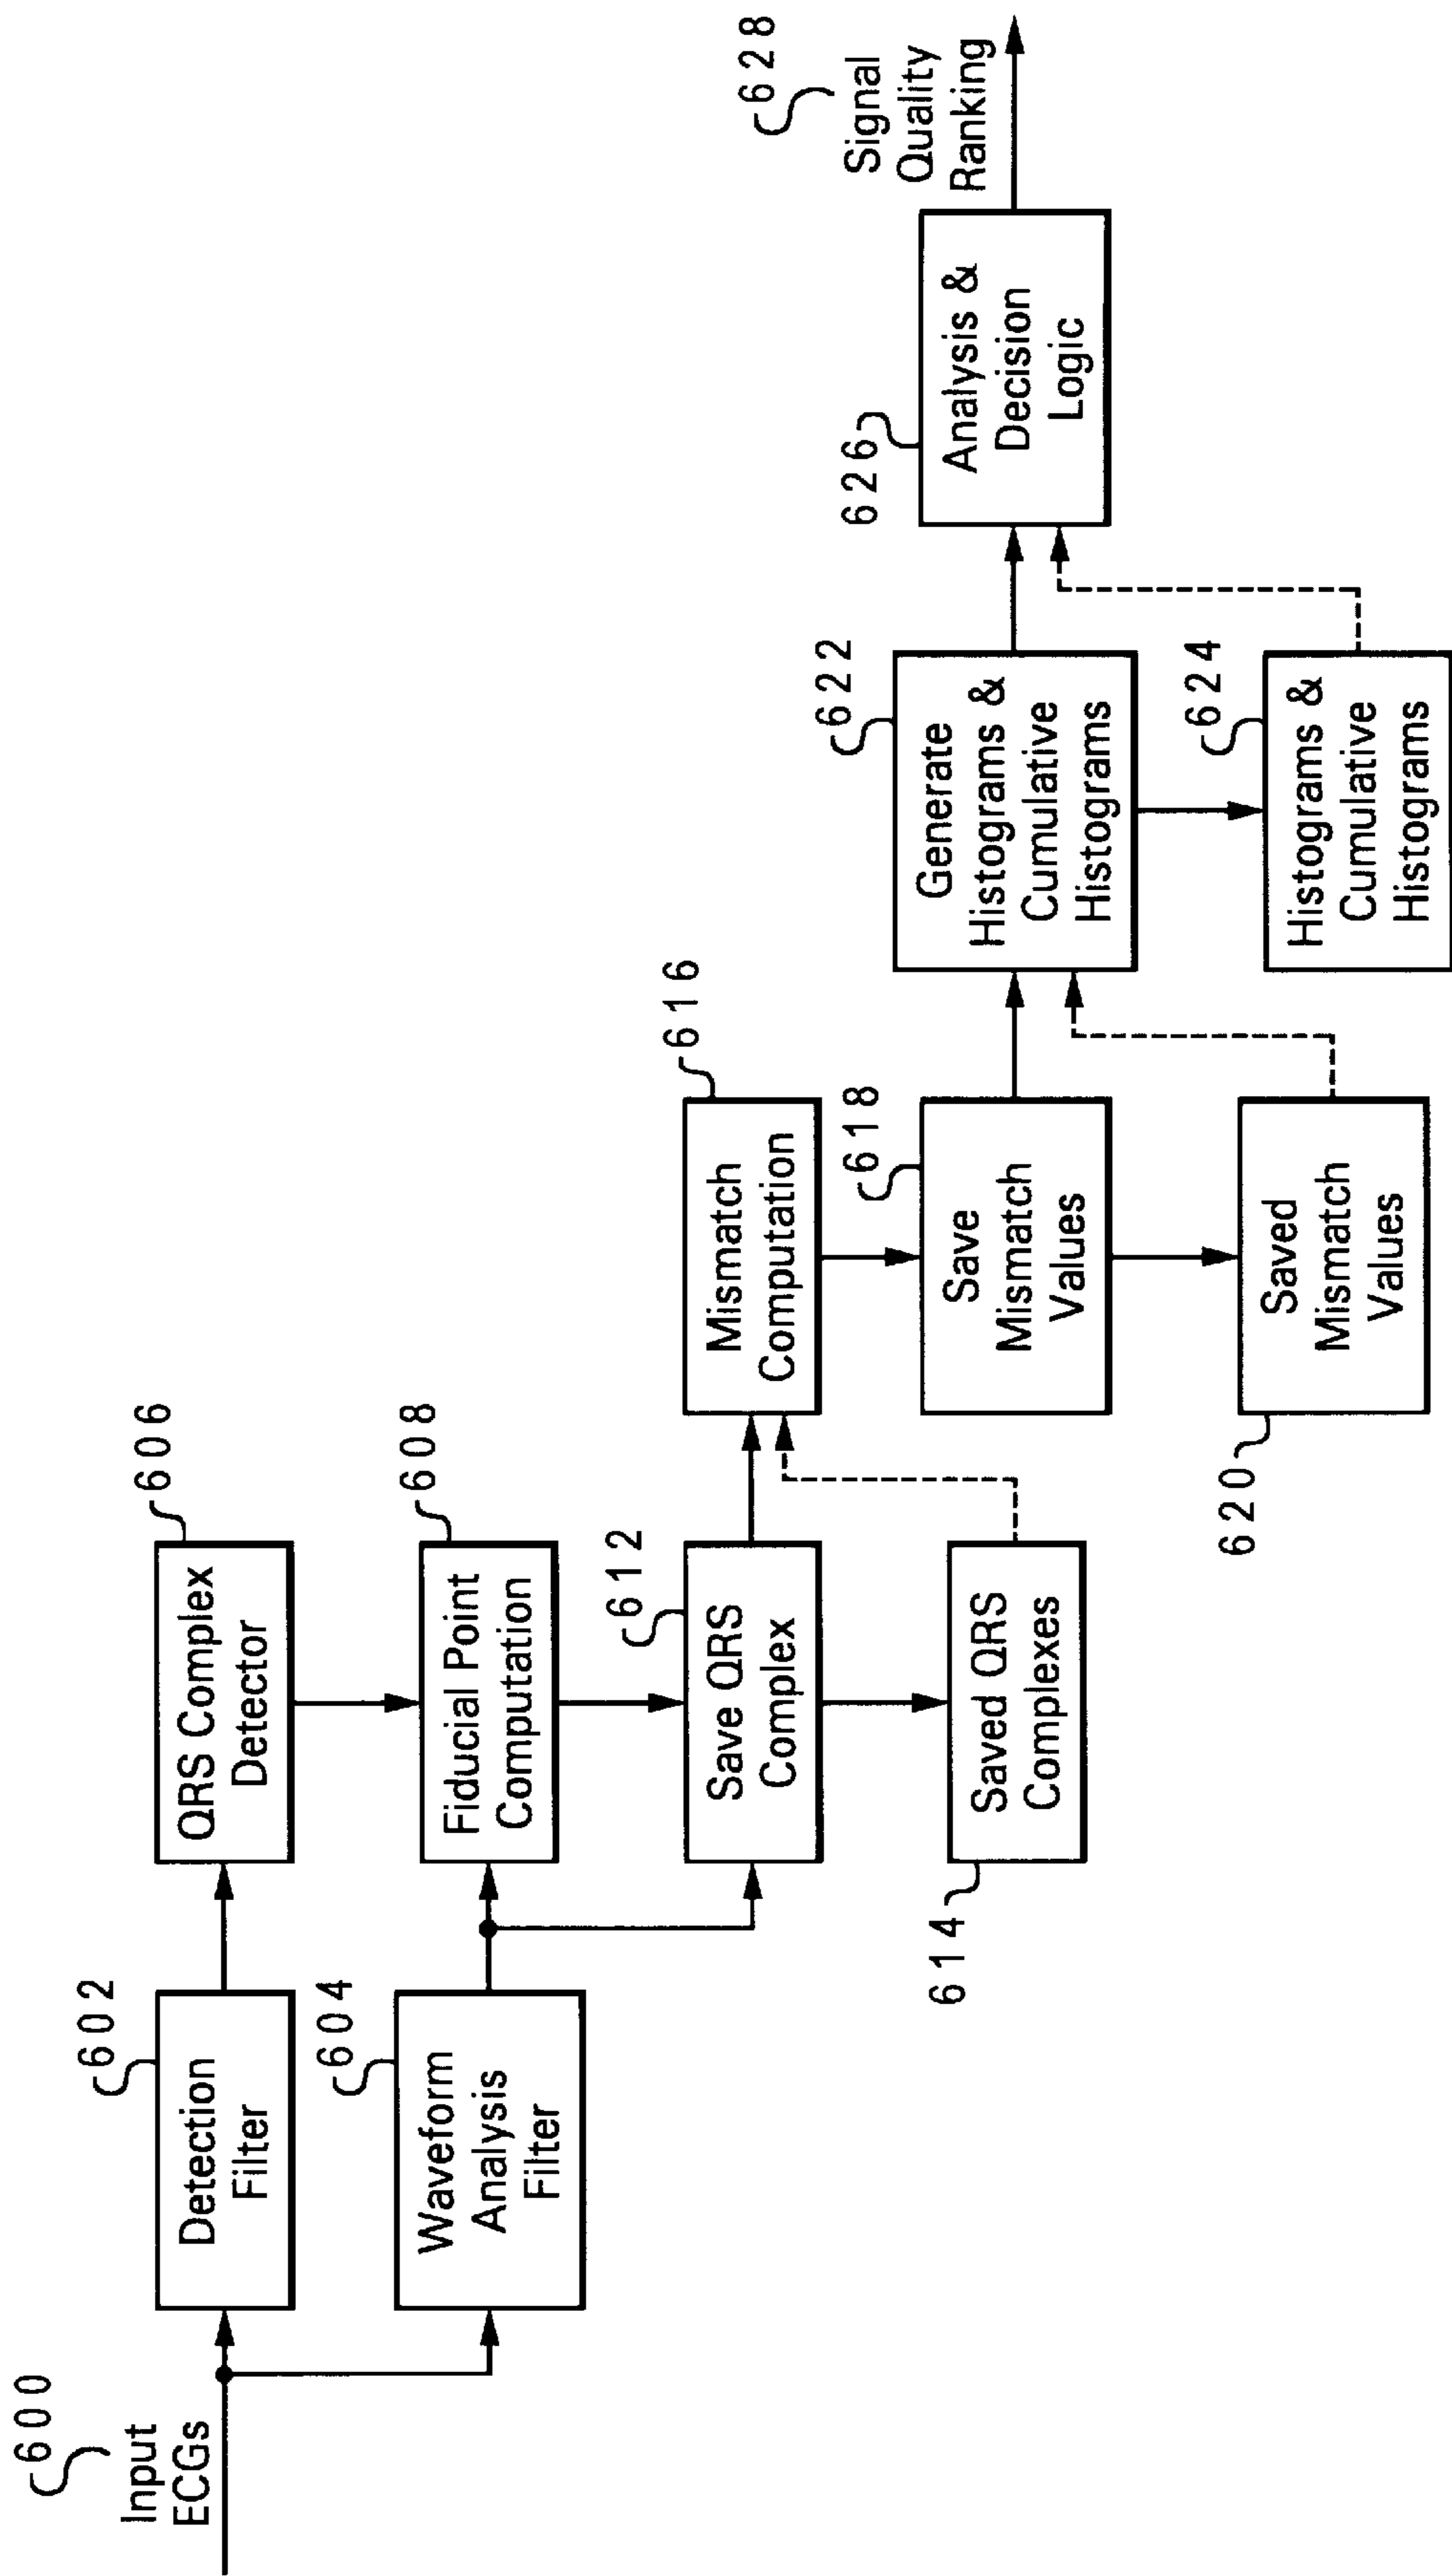 600
Input
ECGs
602
Detection
Filter
604
Waveform
Analysis
Filter
606
QRS Complex
Detector
608
Fiducial Point
Computation
612
Save QRS
Complex
614
Saved QRS
Complexes
616
Mismatch
Computation
618
Save
Mismatch
Values
620
Saved
Mismatch
Values
622
Generate
Histograms &
Cumulative
Histograms
624
Histograms &
Cumulative
Histograms
626
Analysis &
Decision
Logic
628
Signal
Quality
Ranking